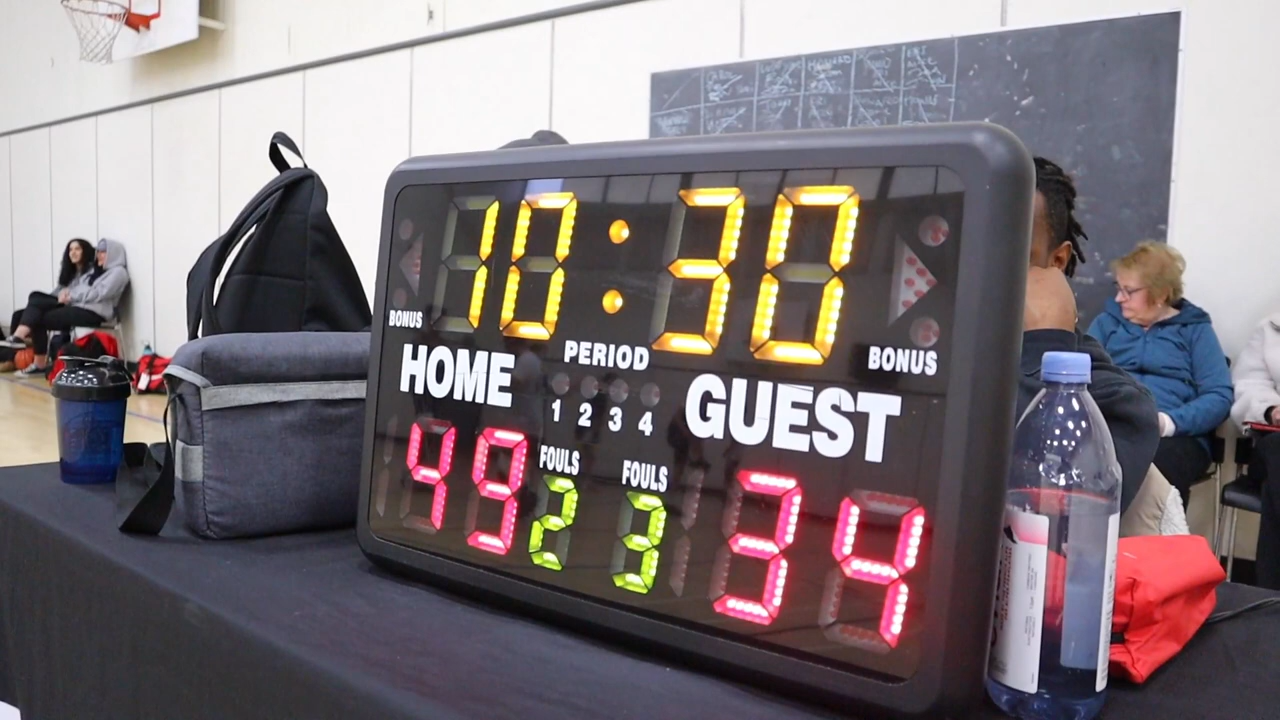 10:30
BONUS
PERIOD
BONUS
HOME
1 2 3 4
GUEST
FOULS
FOULS
49
2
3
34